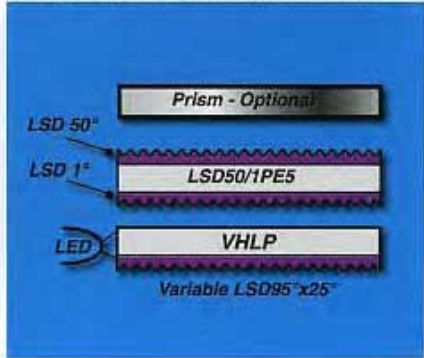 Prism - Optional
LSD 50°
LSD 1°
LSD50/1PE5
LED
VHLP
Variable LSD95°x25°